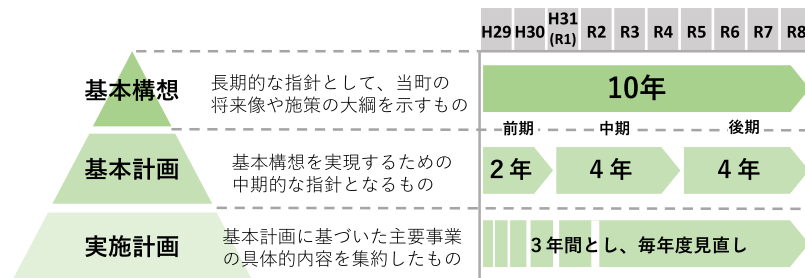 H29 H30 H31 (R1) R2 R3 R4 R5 R6 R7 R8
基本構想
長期的な指針として、当町の
将来像や施策の大綱を示すもの
10年
前期 中期 後期
基本計画
基本構想を実現するための
中期的な指針となるもの
2年 4年 4年
実施計画
基本計画に基づいた主要事業
の具体的内容を集約したもの
3年間とし、毎年度見直し